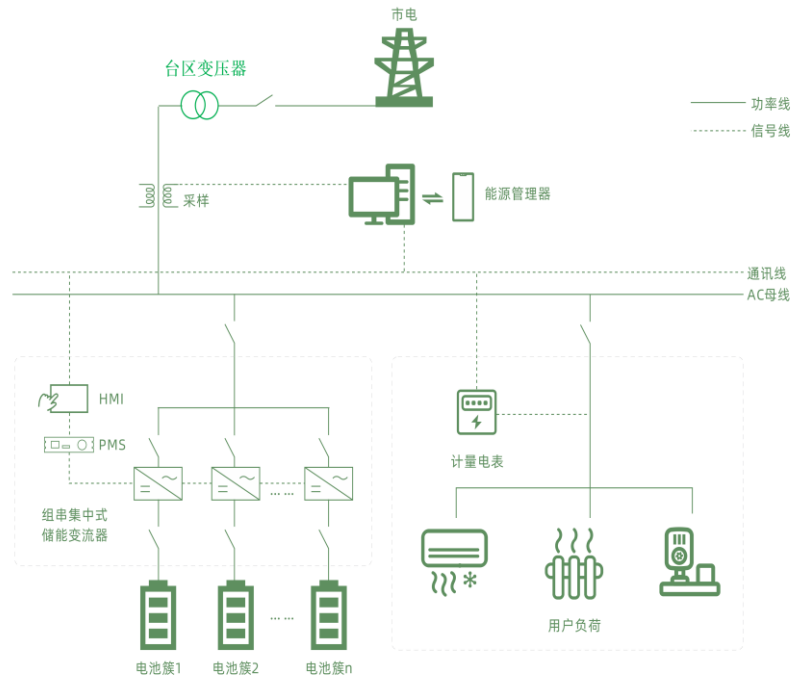 市电
台区变压器
功率线
信号线
采样
能源管理器
通讯线
AC母线
HMI
PMS
计量电表
组串集中式
储能变流器
... ...
... ...
用户负荷
电池簇1
电池簇2
电池簇n